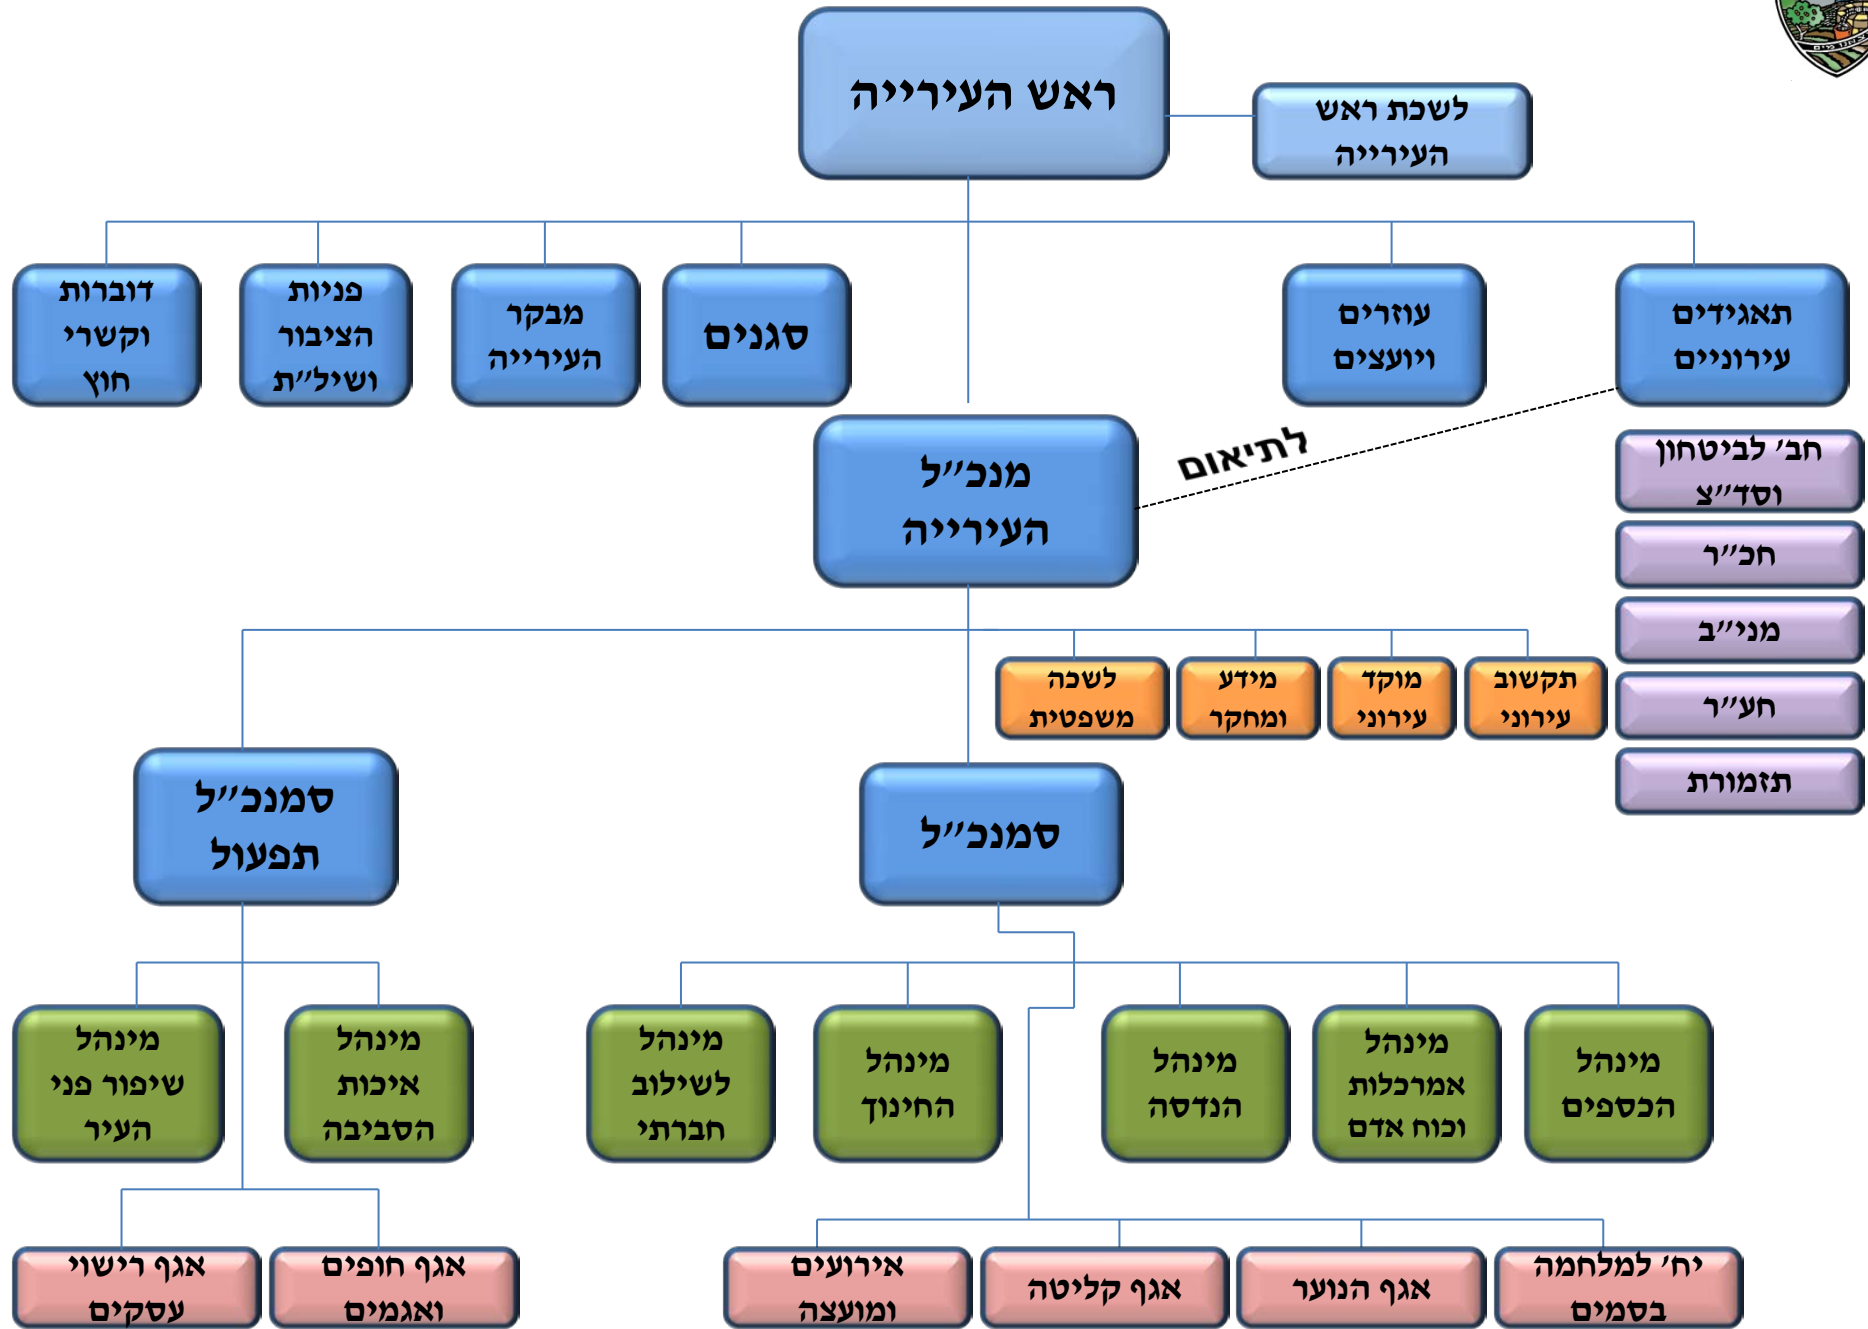 ראש העירייה
לשכת ראש
העירייה
תאגידים
עירוניים
עוזרים
ויועצים
סגנים
מבקר
העירייה
פניות
הציבור
ושיל״ת
דוברות
וקשרי
חוץ
לתיאום
מנכ״ל
העירייה
חב׳ לביטחון
וסד״צ
חכ״ר
מני״ב
חע״ר
תזמורת
תקשוב
עירוני
מוקד
עירוני
מידע
ומחקר
לשכה
משפטית
סמנכ״ל
סמנכ״ל
תפעול
מינהל
הכספים
מינהל
אמרכלות
וכוח אדם
מינהל
הנדסה
מינהל
החינוך
מינהל
לשילוב
חברתי
מינהל
איכות
הסביבה
מינהל
שיפור פני
העיר
יח׳ למלחמה
בסמים
אגף הנוער
אגף קליטה
אירועים
ומועצה
אגף חופים
ואגמים
אגף רישוי
עסקים